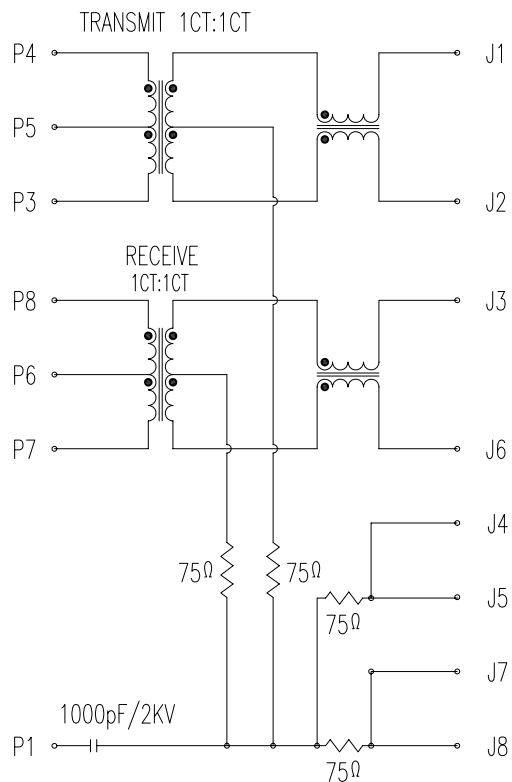 TRANSMIT 1CT:1CT
P4
J1
P5
P3
J2
RECEIVE
1CT:1CT
P8
J3
P6
P7
J6
J4
75Ω
75Ω
J5
75Ω
J7
1000pF/2KV
P1
J8
75Ω